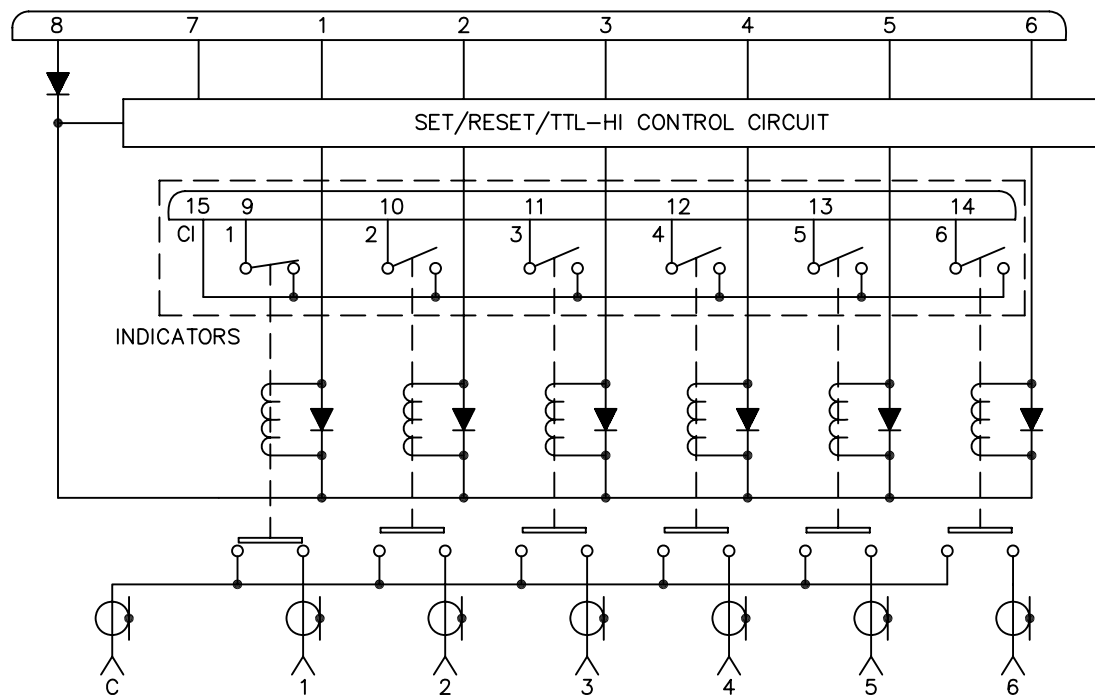 8 7 1 2 3 4 5 6
SET/RESET/TTL-HI CONTROL CIRCUIT
15 9 10 11 12 13 14
CI 1 2 3 4 5 6
INDICATORS
C 1 2 3 4 5 6